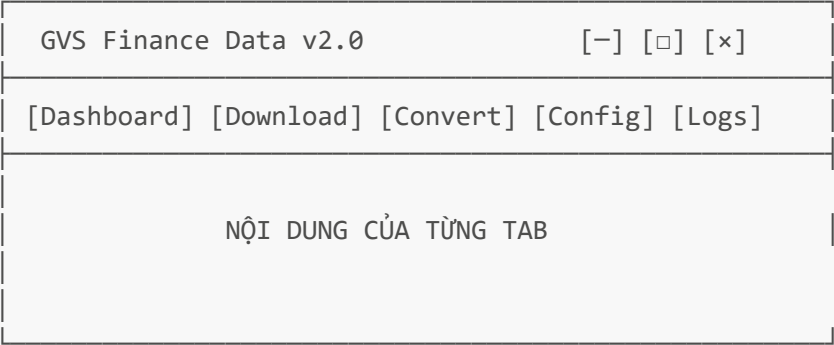 GVS Finance Data v2.0 [─] [□] [×]
[Dashboard] [Download] [Convert] [Config] [Logs]
NỘI DUNG CỦA TỪNG TAB